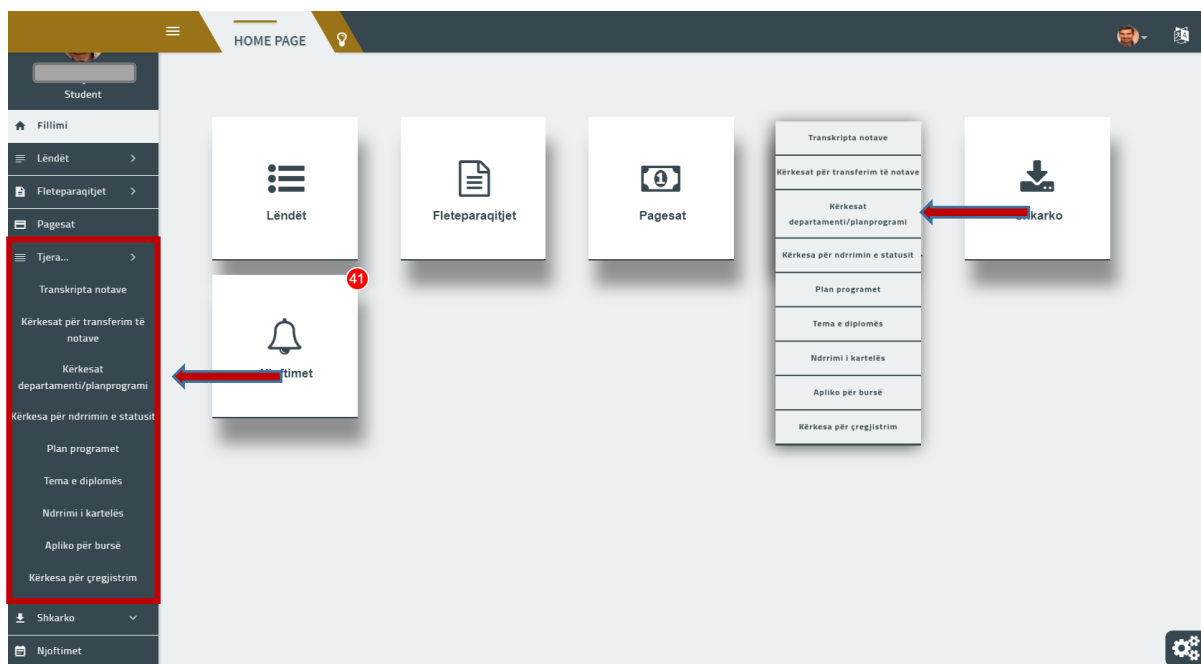 HOME PAGE
Student
Fillimi
Lëndët
Fleteparaqitjet
Pagesat
Tjera...
Transkripta notave
Kërkesat për transferim të
notave
Kërkesat
departamenti/planprogrami
Kërkesa për ndrrimin e statusit
Plan programet
Tema e diplomës
Ndrrimi i kartelës
Apliko për bursë
Kërkesa për çregjistrim
Shkarko
Njoftimet
Lëndët
Fleteparaqitjet
Pagesat
Transkripta notave
Kërkesat për transferim të notave
Kërkesat
departamenti/planprogrami
Kërkesa për ndrrimin e statusit
Plan programet
Tema e diplomës
Ndrrimi i kartelës
Apliko për bursë
Kërkesa për çregjistrim
41